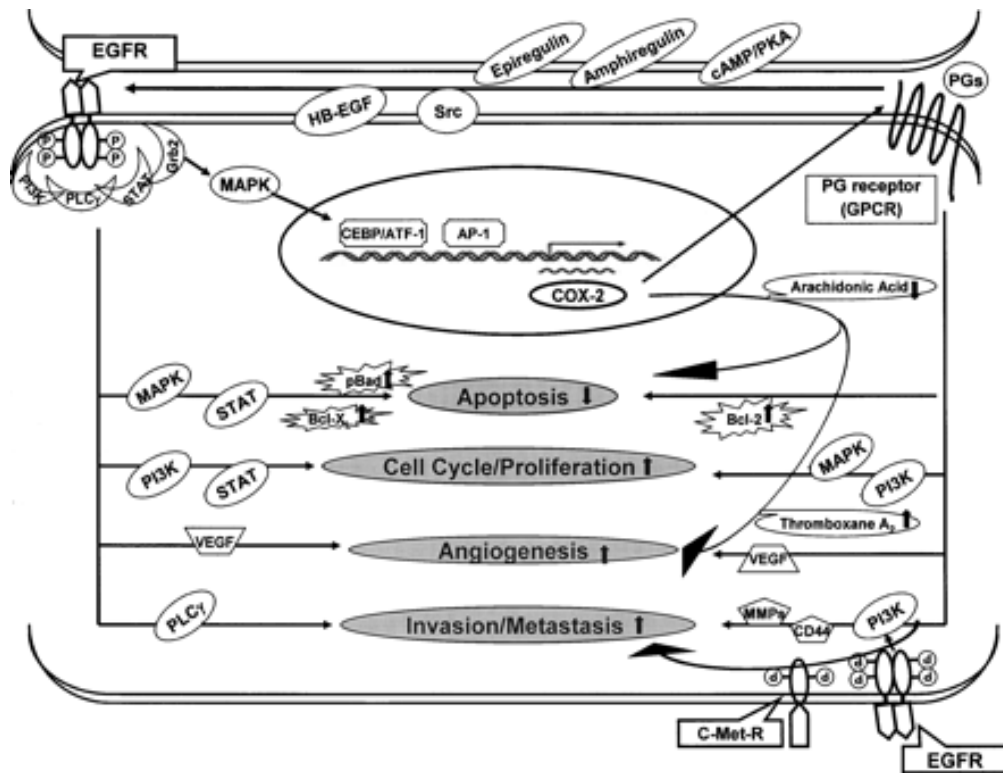 EGFR
Epiregulin
Amphiregulin
cAMP/PKA
PGs
HB-EGF
Src
P
P
P
P
Grb2
PI3K
PLCγ
STAT
MAPK
PG receptor
(GPCR)
CEBP/ATF-1
AP-1
COX-2
Arachidonic Acid
MAPK
STAT
pBad
Bcl-XL
Apoptosis
Bcl-2
PI3K
STAT
Cell Cycle/Proliferation
MAPK
PI3K
Thromboxane A2
VEGF
Angiogenesis
VEGF
PLCγ
Invasion/Metastasis
MMPs
CD44
PI3K
P
P
P
P
P
P
C-Met-R
EGFR